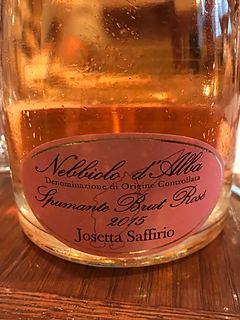 Nebbiolo d'Alba
Denominazione di Origine Controllata
Spumante Brut Rosé
2015
Josetta Saffirio